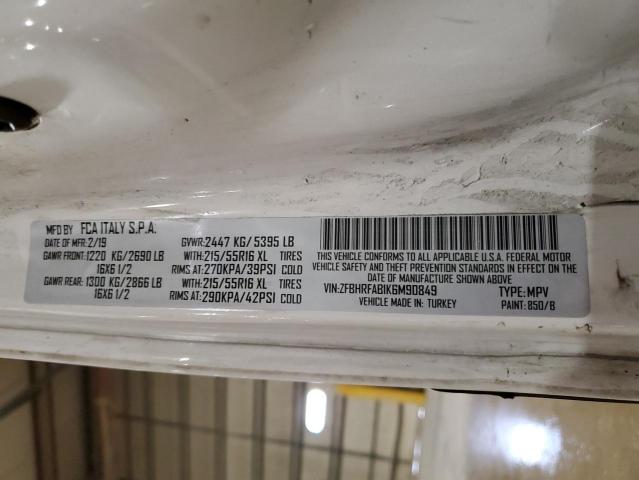 MFD BY FCA ITALY S.P.A.
DATE OF MFR: 2/19 GVWR: 2447 KG/ 5395 LB
GAWR FRONT: 1220 KG/2690 LB WITH: 215/55R16 XL TIRES
16X6 1/2 RIMS AT: 270KPA/39PSI COLD
GAWR REAR: 1300 KG/2866 LB WITH: 215/55R16 XL TIRES
16X6 1/2 RIMS AT: 290KPA/42PSI COLD
THIS VEHICLE CONFORMS TO ALL APPLICABLE U.S.A. FEDERAL MOTOR
VEHICLE SAFETY, BUMPER, AND THEFT PREVENTION STANDARDS IN
EFFECT ON THE DATE OF MANUFACTURE SHOWN ABOVE.
VIN: ZFBHRFAB1K6M90849 TYPE: MPV
MADE IN: TURKEY PAINT: 850/B